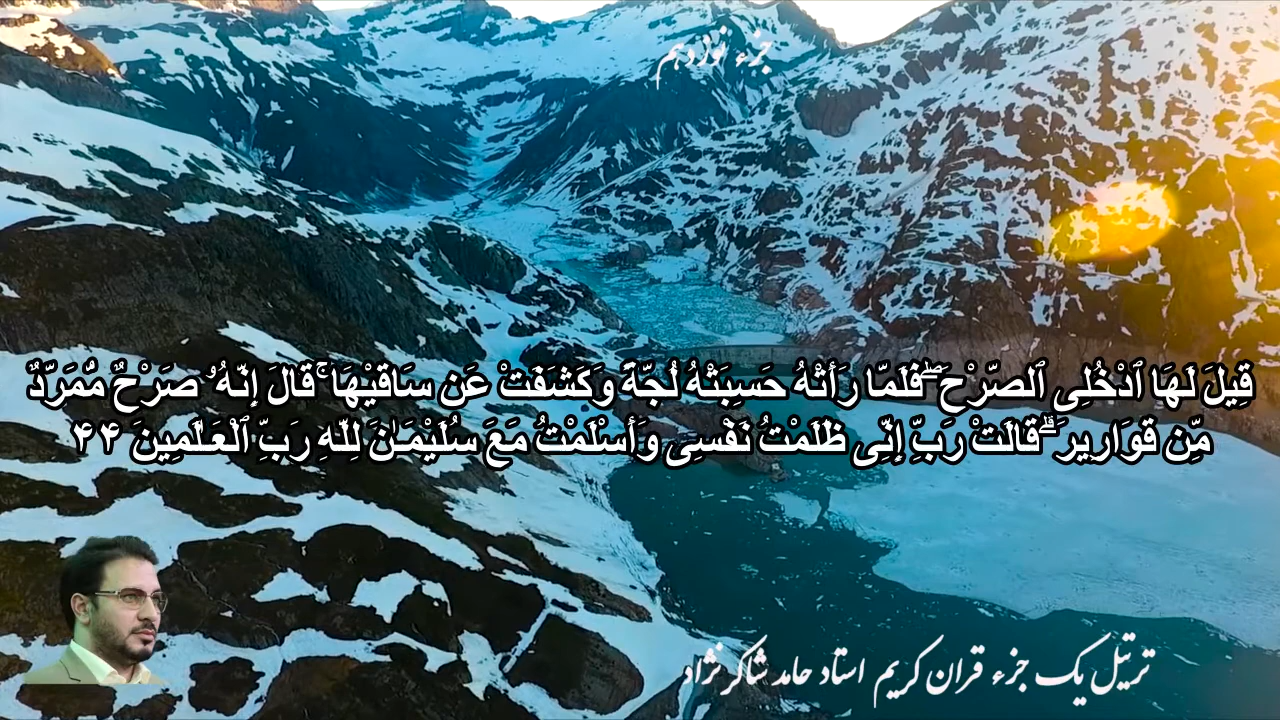 جزء نوزدهم
قِيلَ لَهَا ٱدْخُلِى ٱلصَّرْحَ ۖ فَلَمَّا رَأَتْهُ حَسِبَتْهُ لُجَّةً وَكَشَفَتْ عَن سَاقَيْهَا ۚ قَالَ إِنَّهُۥ صَرْحٌ مُّمَرَّدٌ
مِّن قَوَارِيرَ ۗ قَالَتْ رَبِّ إِنِّى ظَلَمْتُ نَفْسِى وَأَسْلَمْتُ مَعَ سُلَيْمَـٰنَ لِلَّهِ رَبِّ ٱلْعَـٰلَمِينَ ۴۴
ترتیل یک جزء قران کریم استاد حامد شاکرنژاد